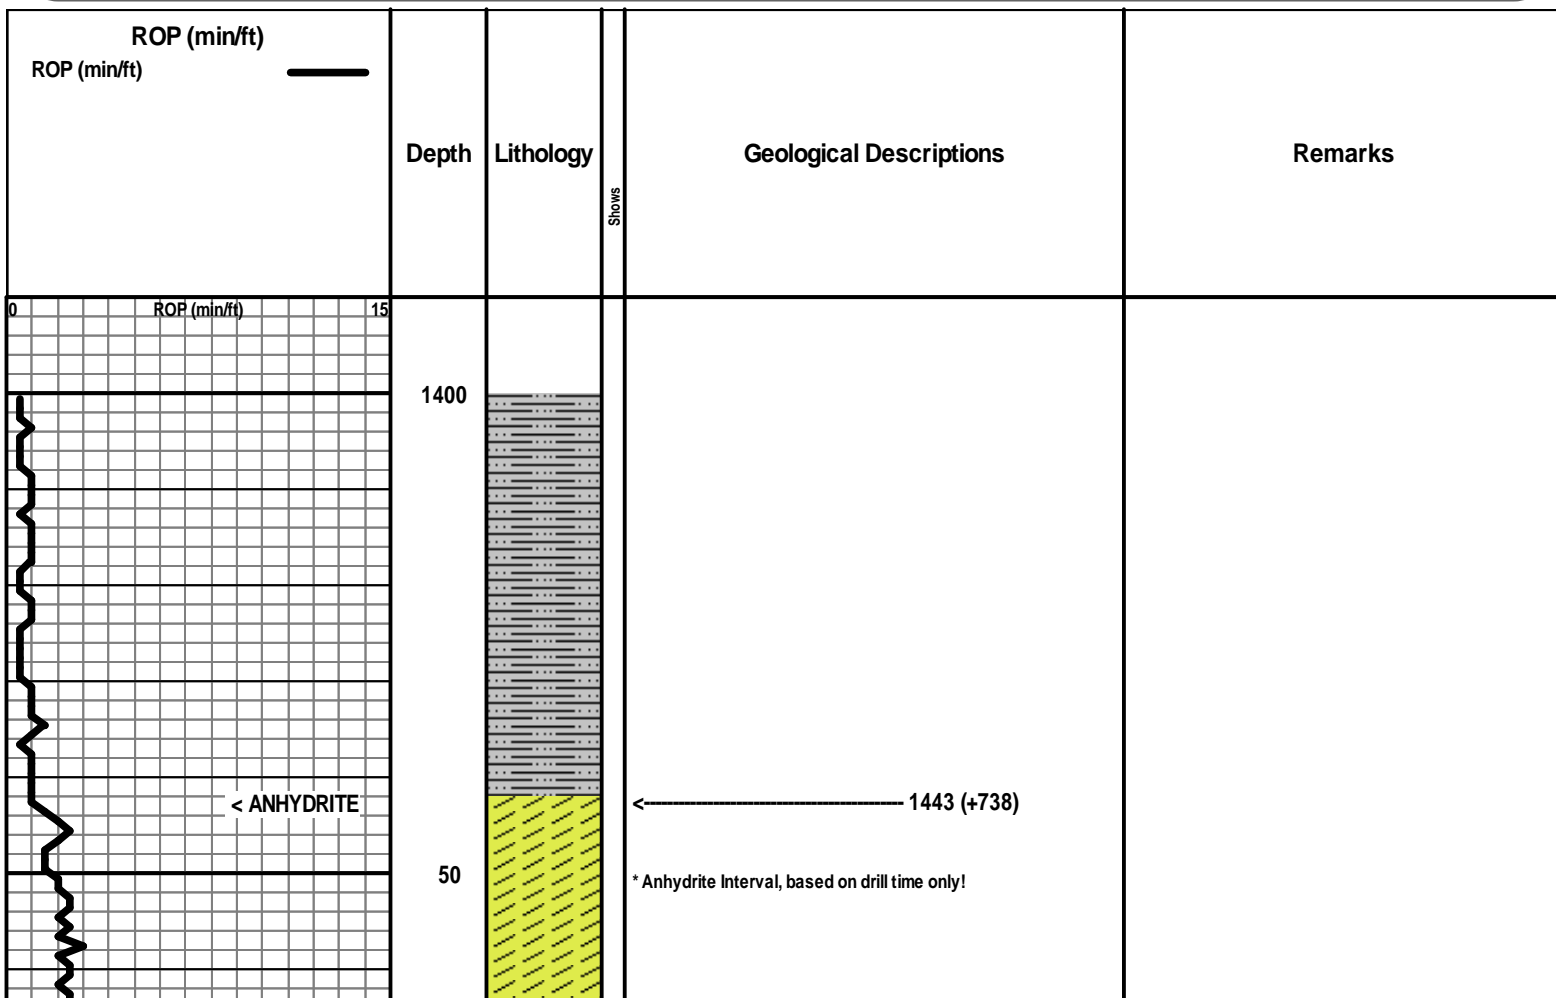 ROP (min/ft)
ROP (min/ft)
Depth
Lithology
Shows
Geological Descriptions
Remarks
0 ROP (min/ft) 15
1400
< ANHYDRITE
<-------------------------------------------- 1443 (+738)
50
* Anhydrite Interval, based on drill time only!